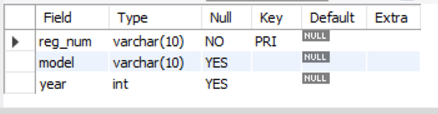 Field Type Null Key Default Extra
reg_num varchar(10) NO PRI NULL
model varchar(10) YES NULL
year int YES NULL